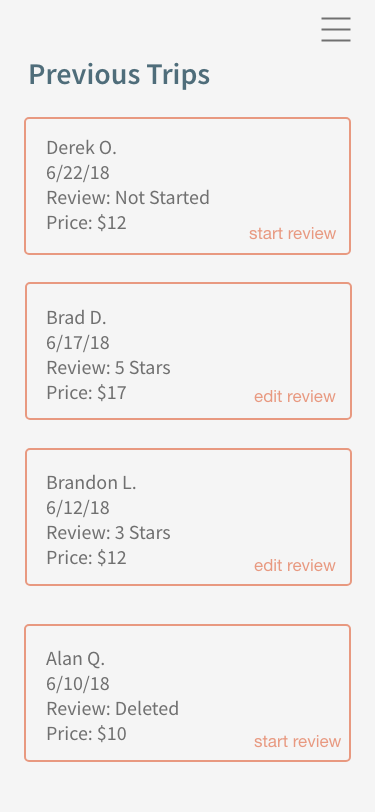 Previous Trips
Derek O.
6/22/18
Review: Not Started
Price: $12
start review
Brad D.
6/17/18
Review: 5 Stars
Price: $17
edit review
Brandon L.
6/12/18
Review: 3 Stars
Price: $12
edit review
Alan Q.
6/10/18
Review: Deleted
Price: $10
start review